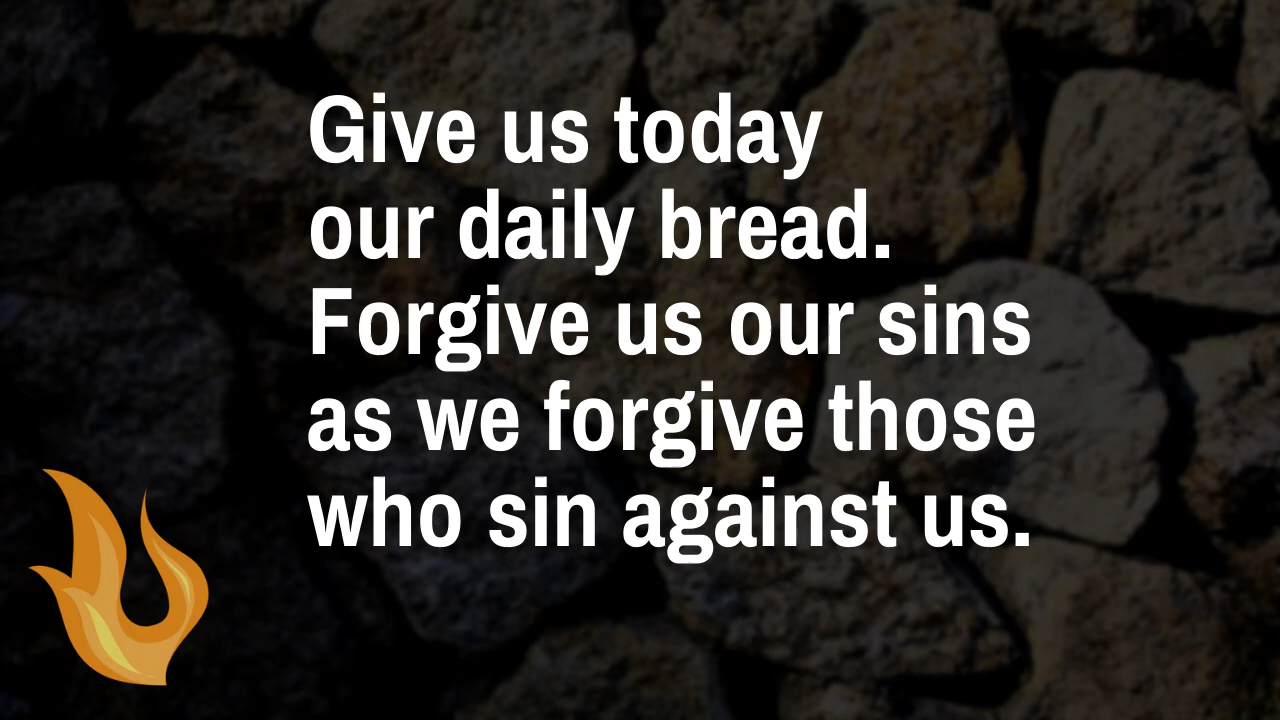 Give us today
our daily bread.
Forgive us our sins
as we forgive those
who sin against us.